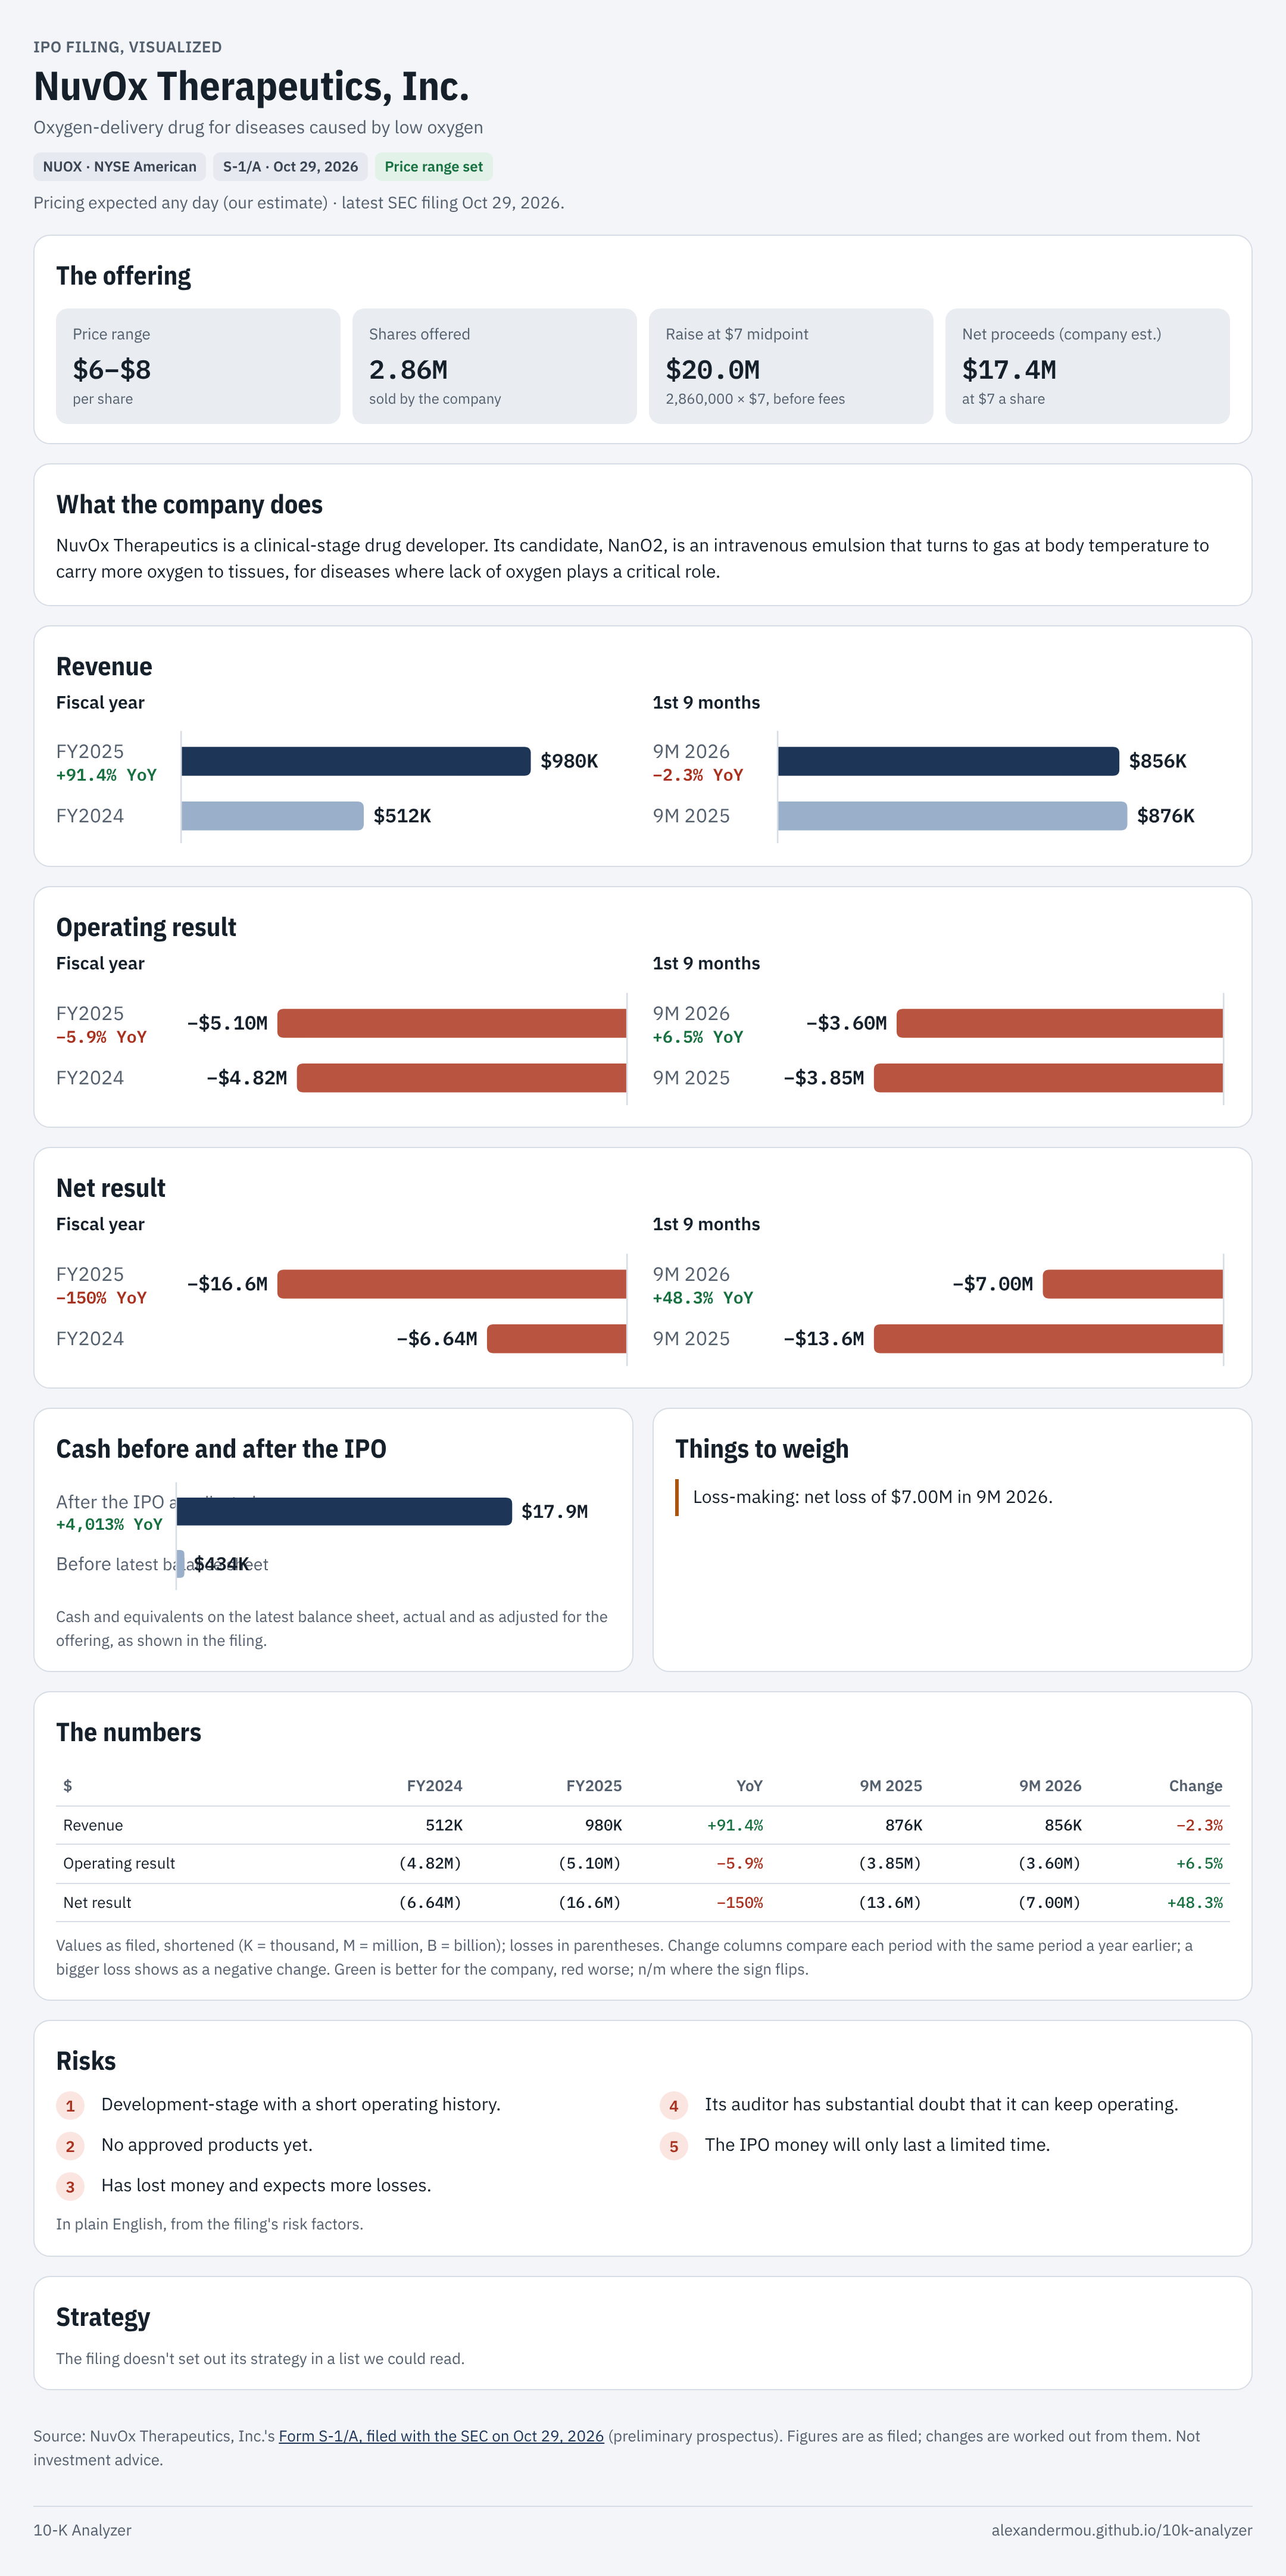 IPO FILING, VISUALIZED
NuvOx Therapeutics, Inc.
Oxygen-delivery drug for diseases caused by low oxygen
NUOX · NYSE American
S-1/A · Oct 29, 2026
Price range set
Pricing expected any day (our estimate) · latest SEC filing Oct 29, 2026.
The offering
Price range
$6–$8
per share
Shares offered
2.86M
sold by the company
Raise at $7 midpoint
$20.0M
2,860,000 × $7, before fees
Net proceeds (company est.)
$17.4M
at $7 a share
What the company does
NuvOx Therapeutics is a clinical-stage drug developer. Its candidate, NanO2, is an intravenous emulsion that turns to gas at body temperature to
carry more oxygen to tissues, for diseases where lack of oxygen plays a critical role.
Revenue
Fiscal year
FY2025
+91.4% YoY
$980K
FY2024
$512K
1st 9 months
9M 2026
−2.3% YoY
$856K
9M 2025
$876K
Operating result
Fiscal year
FY2025
−5.9% YoY
−$5.10M
FY2024
−$4.82M
1st 9 months
9M 2026
+6.5% YoY
−$3.60M
9M 2025
−$3.85M
Net result
Fiscal year
FY2025
−150% YoY
−$16.6M
FY2024
−$6.64M
1st 9 months
9M 2026
+48.3% YoY
−$7.00M
9M 2025
−$13.6M
Cash before and after the IPO
After the IPO
+4,013% YoY
$17.9M
Before latest balance sheet
$434K
Cash and equivalents on the latest balance sheet, actual and as adjusted for the
offering, as shown in the filing.
Things to weigh
Loss-making: net loss of $7.00M in 9M 2026.
The numbers
$ FY2024 FY2025 YoY 9M 2025 9M 2026 Change
Revenue 512K 980K +91.4% 876K 856K −2.3%
Operating result (4.82M) (5.10M) −5.9% (3.85M) (3.60M) +6.5%
Net result (6.64M) (16.6M) −150% (13.6M) (7.00M) +48.3%
Values as filed, shortened (K = thousand, M = million, B = billion); losses in parentheses. Change columns compare each period with the same period a year earlier; a
bigger loss shows as a negative change. Green is better for the company, red worse; n/m where the sign flips.
Risks
1 Development-stage with a short operating history.
2 No approved products yet.
3 Has lost money and expects more losses.
4 Its auditor has substantial doubt that it can keep operating.
5 The IPO money will only last a limited time.
In plain English, from the filing's risk factors.
Strategy
The filing doesn't set out its strategy in a list we could read.
Source: NuvOx Therapeutics, Inc.'s Form S-1/A, filed with the SEC on Oct 29, 2026 (preliminary prospectus). Figures are as filed; changes are worked out from them. Not
investment advice.
10-K Analyzer
alexandermou.github.io/10k-analyzer